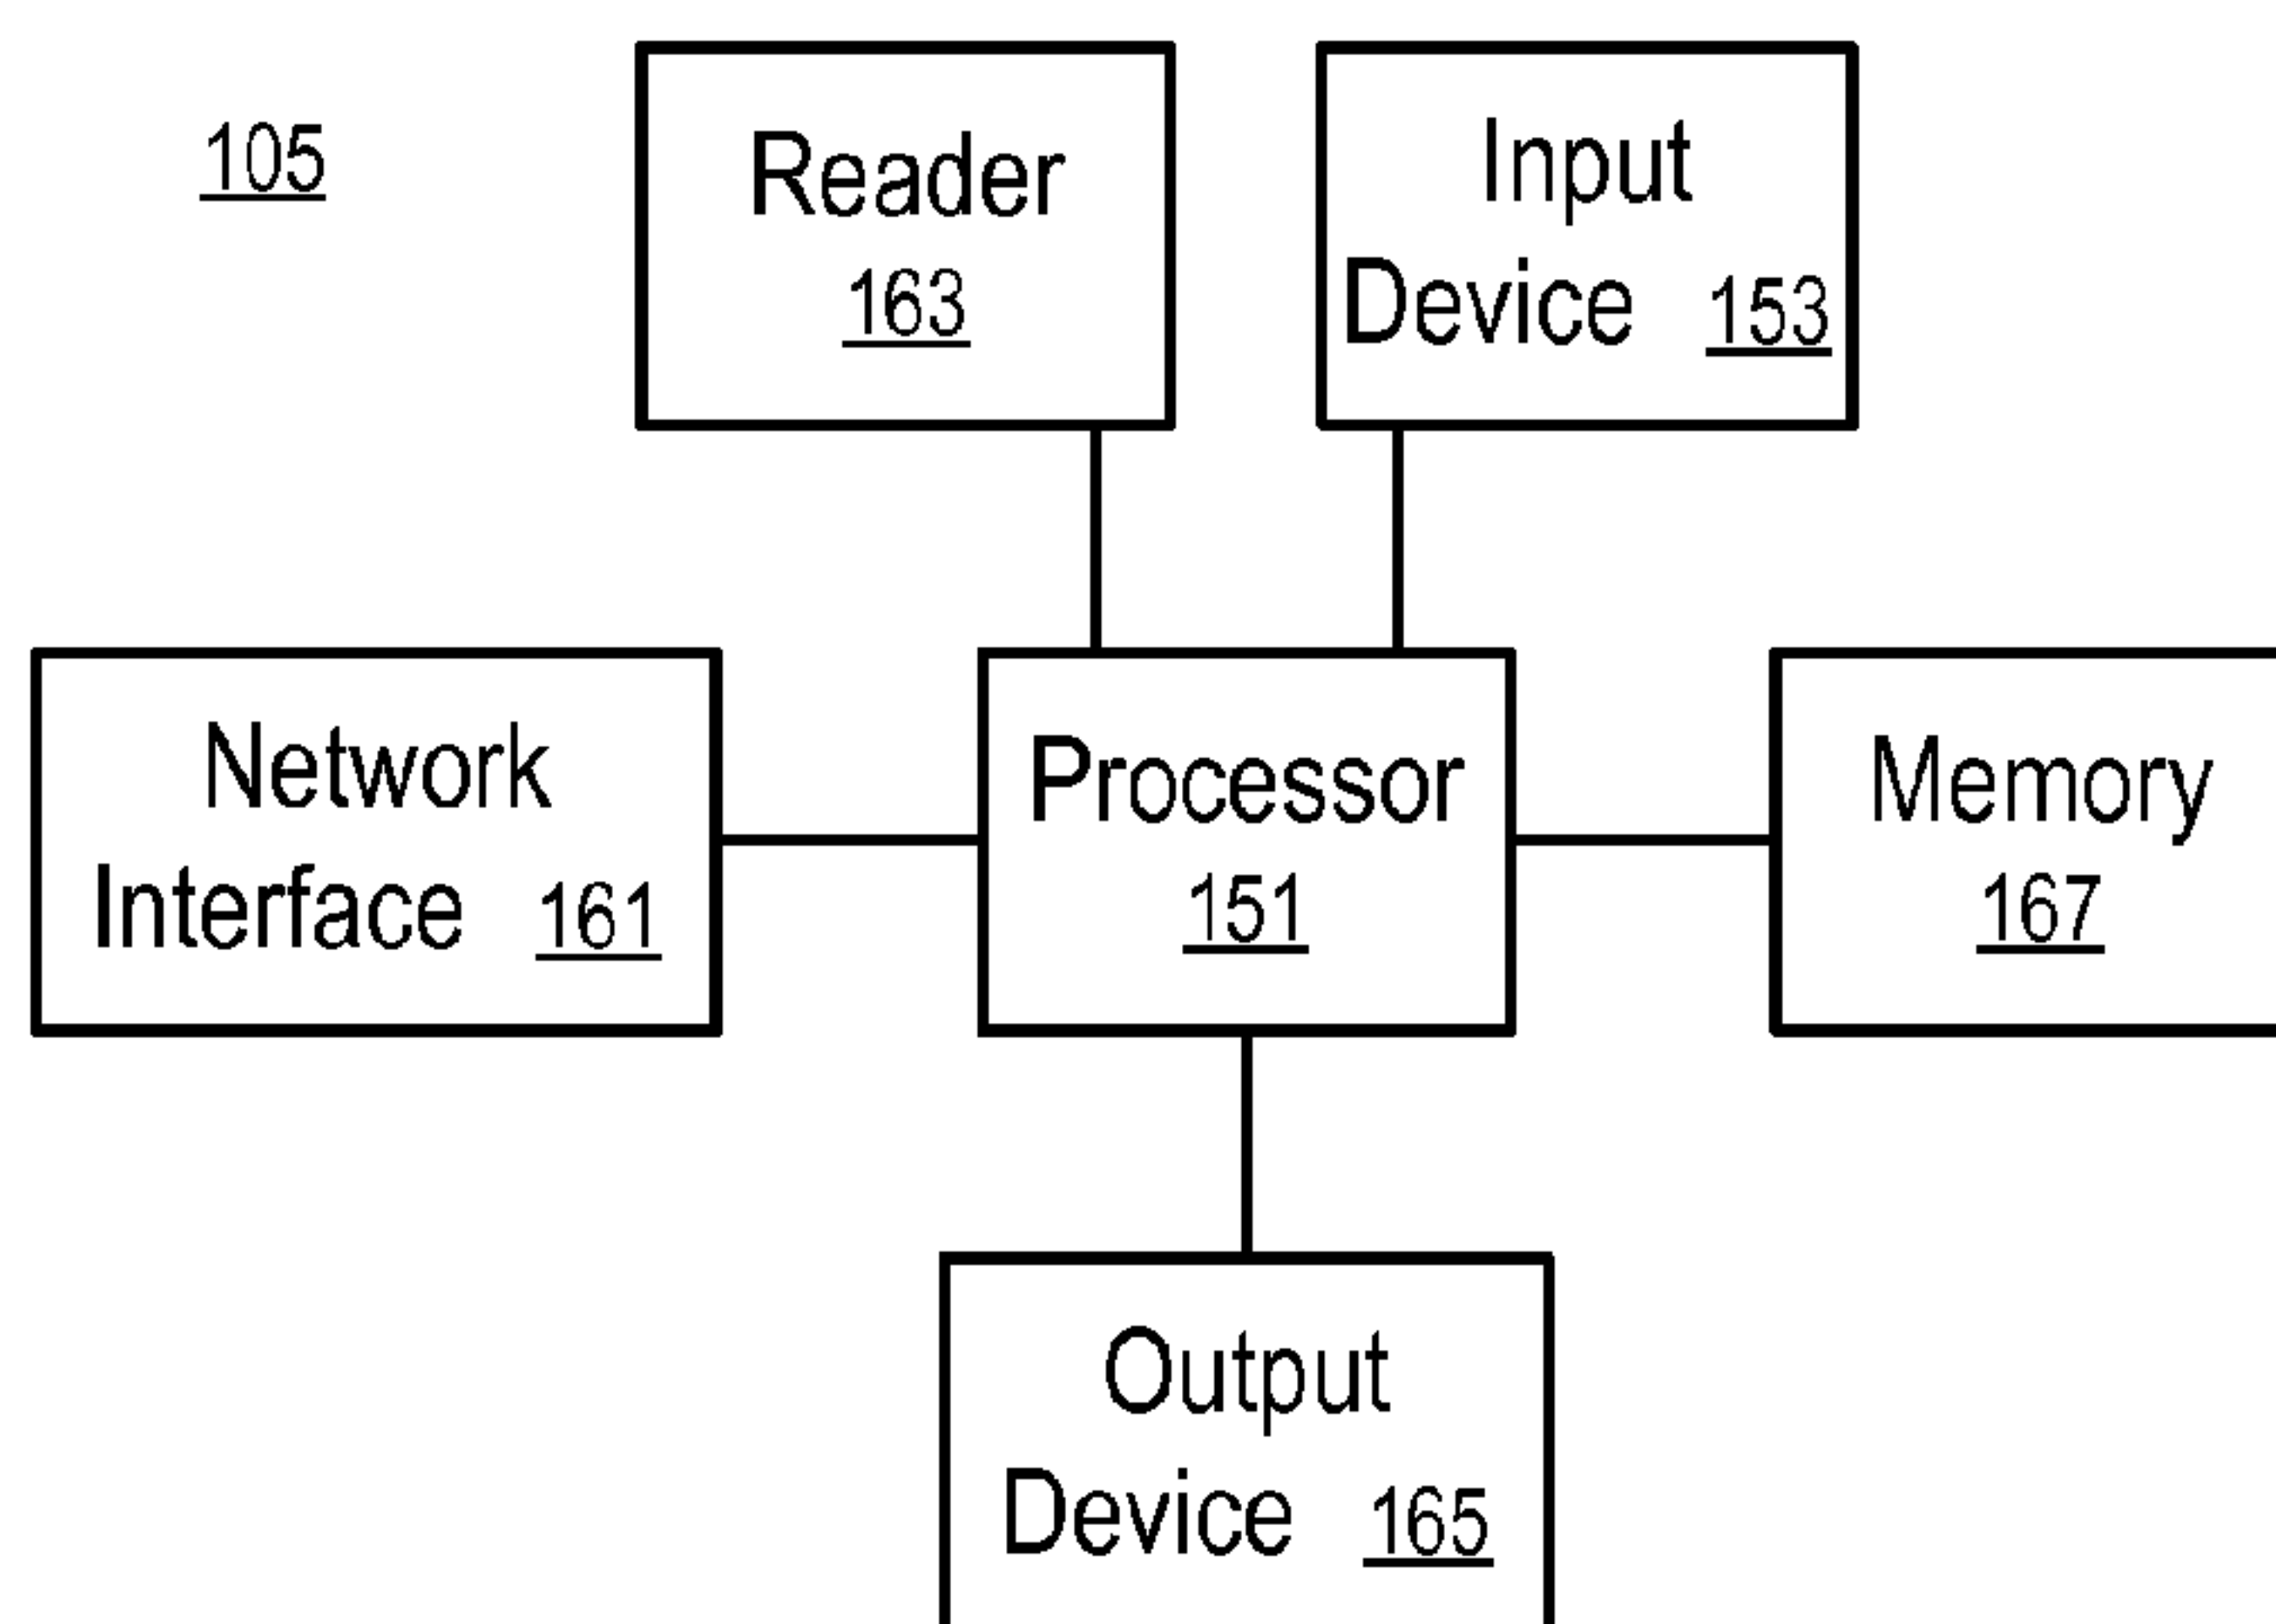 105
Reader
163
Input
Device 153
Network
Interface 161
Processor
151
Memory
167
Output
Device 165